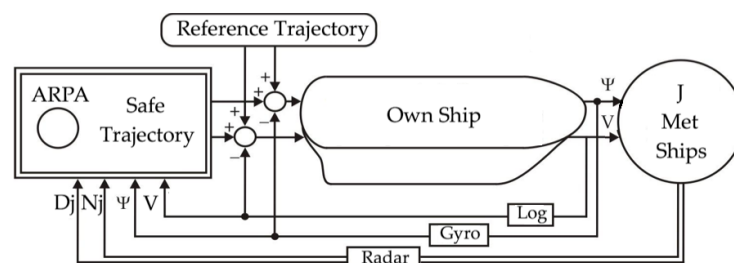 Reference Trajectory
ARPA
Safe
Trajectory
+
+
+
+
−
−
Own Ship
Ψ
V
J
Met
Ships
Dj Nj Ψ V
Log
Gyro
Radar